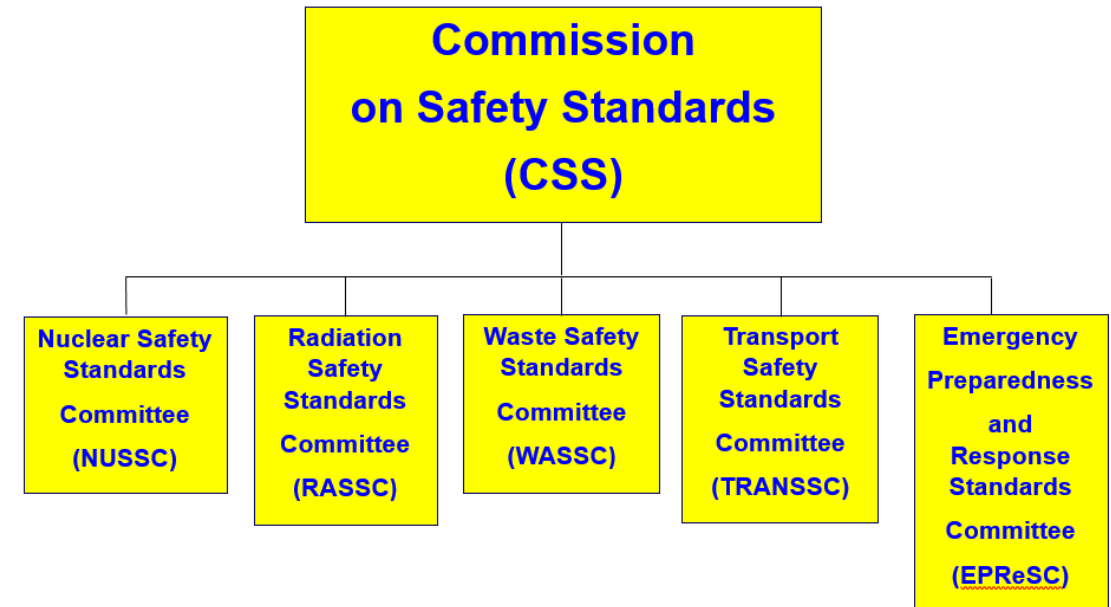 Commission
on Safety Standards
(CSS)
Nuclear Safety
Standards
Committee
(NUSSC)
Radiation
Safety
Standards
Committee
(RASSC)
Waste Safety
Standards
Committee
(WASSC)
Transport
Safety
Standards
Committee
(TRANSSC)
Emergency
Preparedness
and
Response
Standards
Committee
(EPReSC)